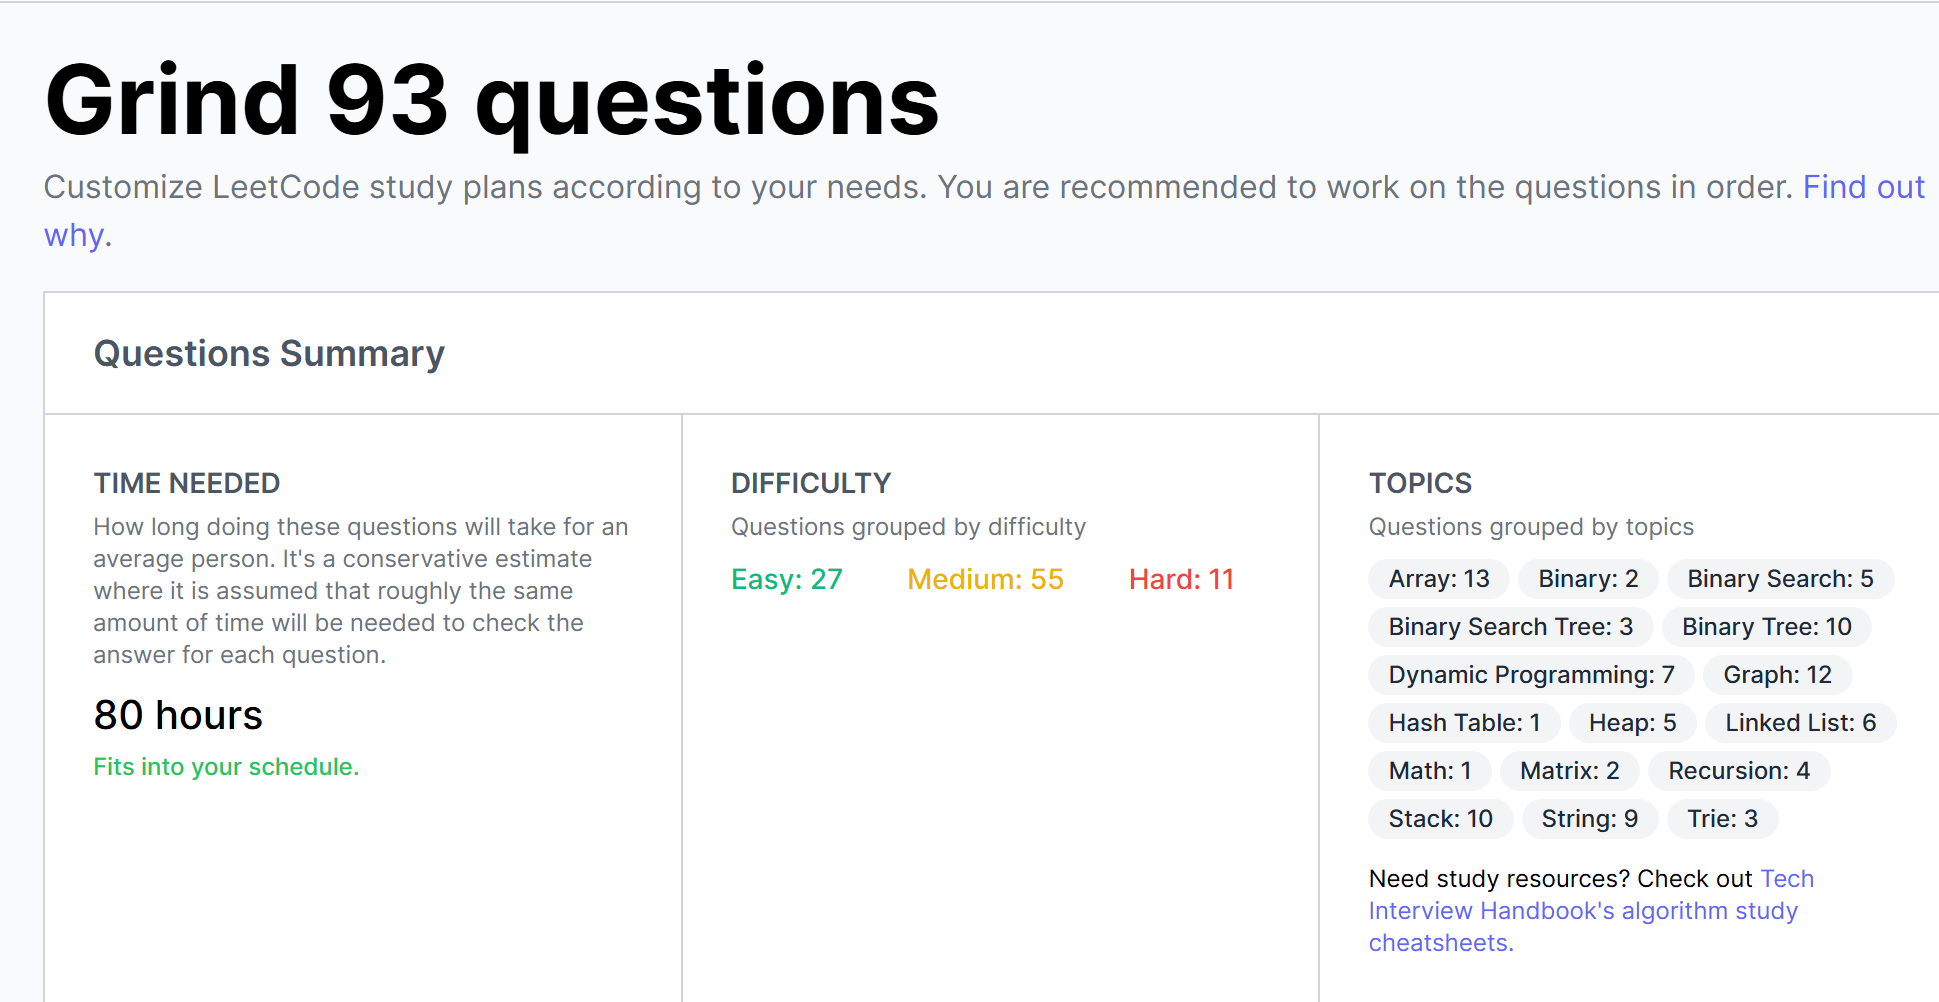 Grind 93 questions
Customize LeetCode study plans according to your needs. You are recommended to work on the questions in order. Find out
why.
Questions Summary
TIME NEEDED
How long doing these questions will take for an
average person. It's a conservative estimate
where it is assumed that roughly the same
amount of time will be needed to check the
answer for each question.
80 hours
Fits into your schedule.
DIFFICULTY
Questions grouped by difficulty
Easy: 27 Medium: 55 Hard: 11
TOPICS
Questions grouped by topics
Array: 13 Binary: 2 Binary Search: 5
Binary Search Tree: 3 Binary Tree: 10
Dynamic Programming: 7 Graph: 12
Hash Table: 1 Heap: 5 Linked List: 6
Math: 1 Matrix: 2 Recursion: 4
Stack: 10 String: 9 Trie: 3
Need study resources? Check out Tech
Interview Handbook's algorithm study
cheatsheets.